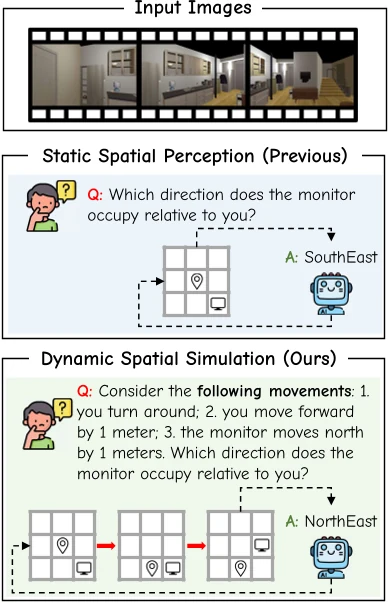 Input Images
Static Spatial Perception (Previous)
Q: Which direction does the monitor
occupy relative to you?
A: SouthEast
AI
Dynamic Spatial Simulation (Ours)
Q: Consider the following movements: 1.
you turn around; 2. you move forward
by 1 meter; 3. the monitor moves north
by 1 meters. Which direction does the
monitor occupy relative to you?
A: NorthEast